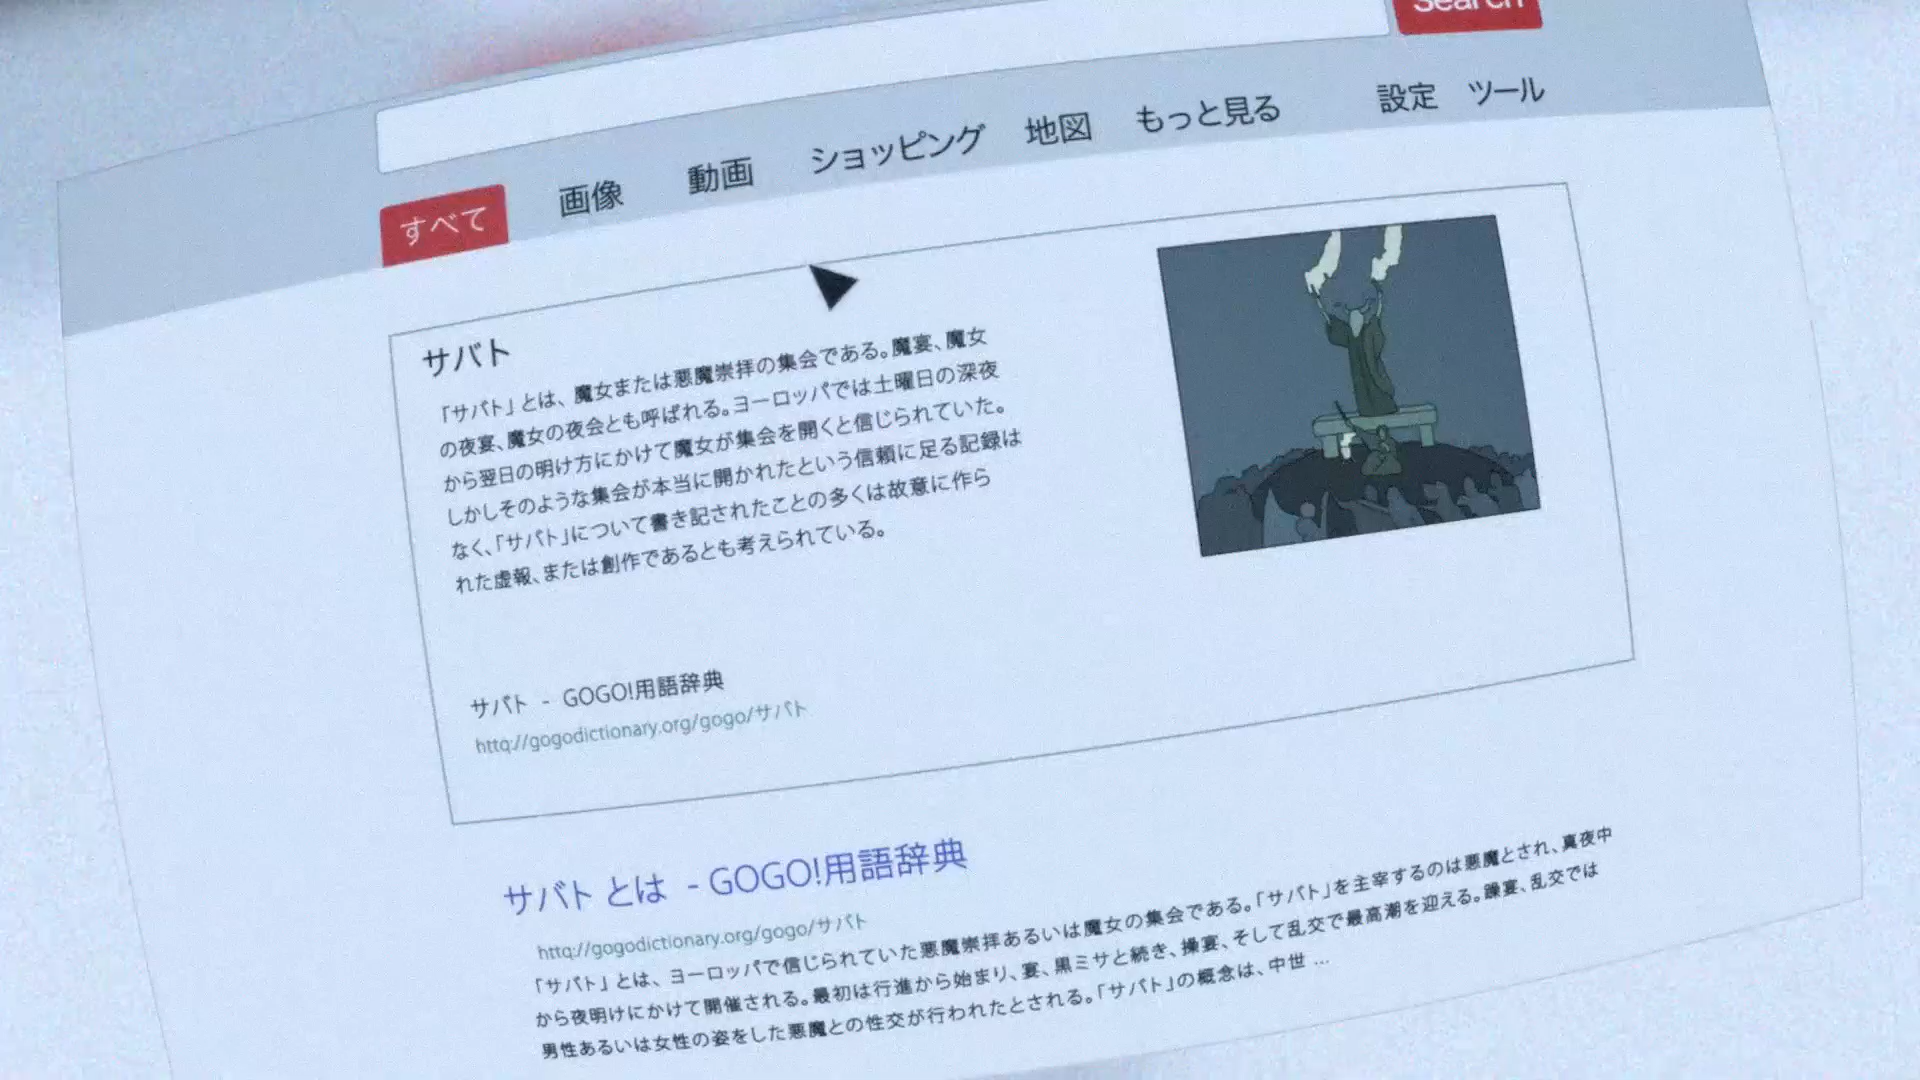 Search
すべて 画像 動画 ショッピング 地図 もっと見る 設定 ツール
サバト
「サバト」とは、魔女または悪魔崇拝の集会である。魔宴、魔女
の夜宴、魔女の夜会とも呼ばれる。ヨーロッパでは土曜日の深夜
から翌日の明け方にかけて魔女が集会を開くと信じられていた。
しかしそのような集会が本当に開かれたという信頼に足る記録は
なく、「サバト」について書き記されたことの多くは故意に作ら
れた虚報、または創作であるとも考えられている。
サバト - GOGO!用語辞典
httq://gogodictionary.org/gogo/サバト
サバト とは - GOGO!用語辞典
httq://gogodictionary.org/gogo/サバト
「サバト」とは、ヨーロッパで信じられていた悪魔崇拝あるいは魔女の集会である。「サバト」を主宰するのは悪魔とされ、真夜中
から夜明けにかけて開催される。最初は行進から始まり、宴、黒ミサと続き、操宴、そして乱交で最高潮を迎える。躁宴、乱交では
男性あるいは女性の姿をした悪魔との性交が行われたとされる。「サバト」の概念は、中世 ...